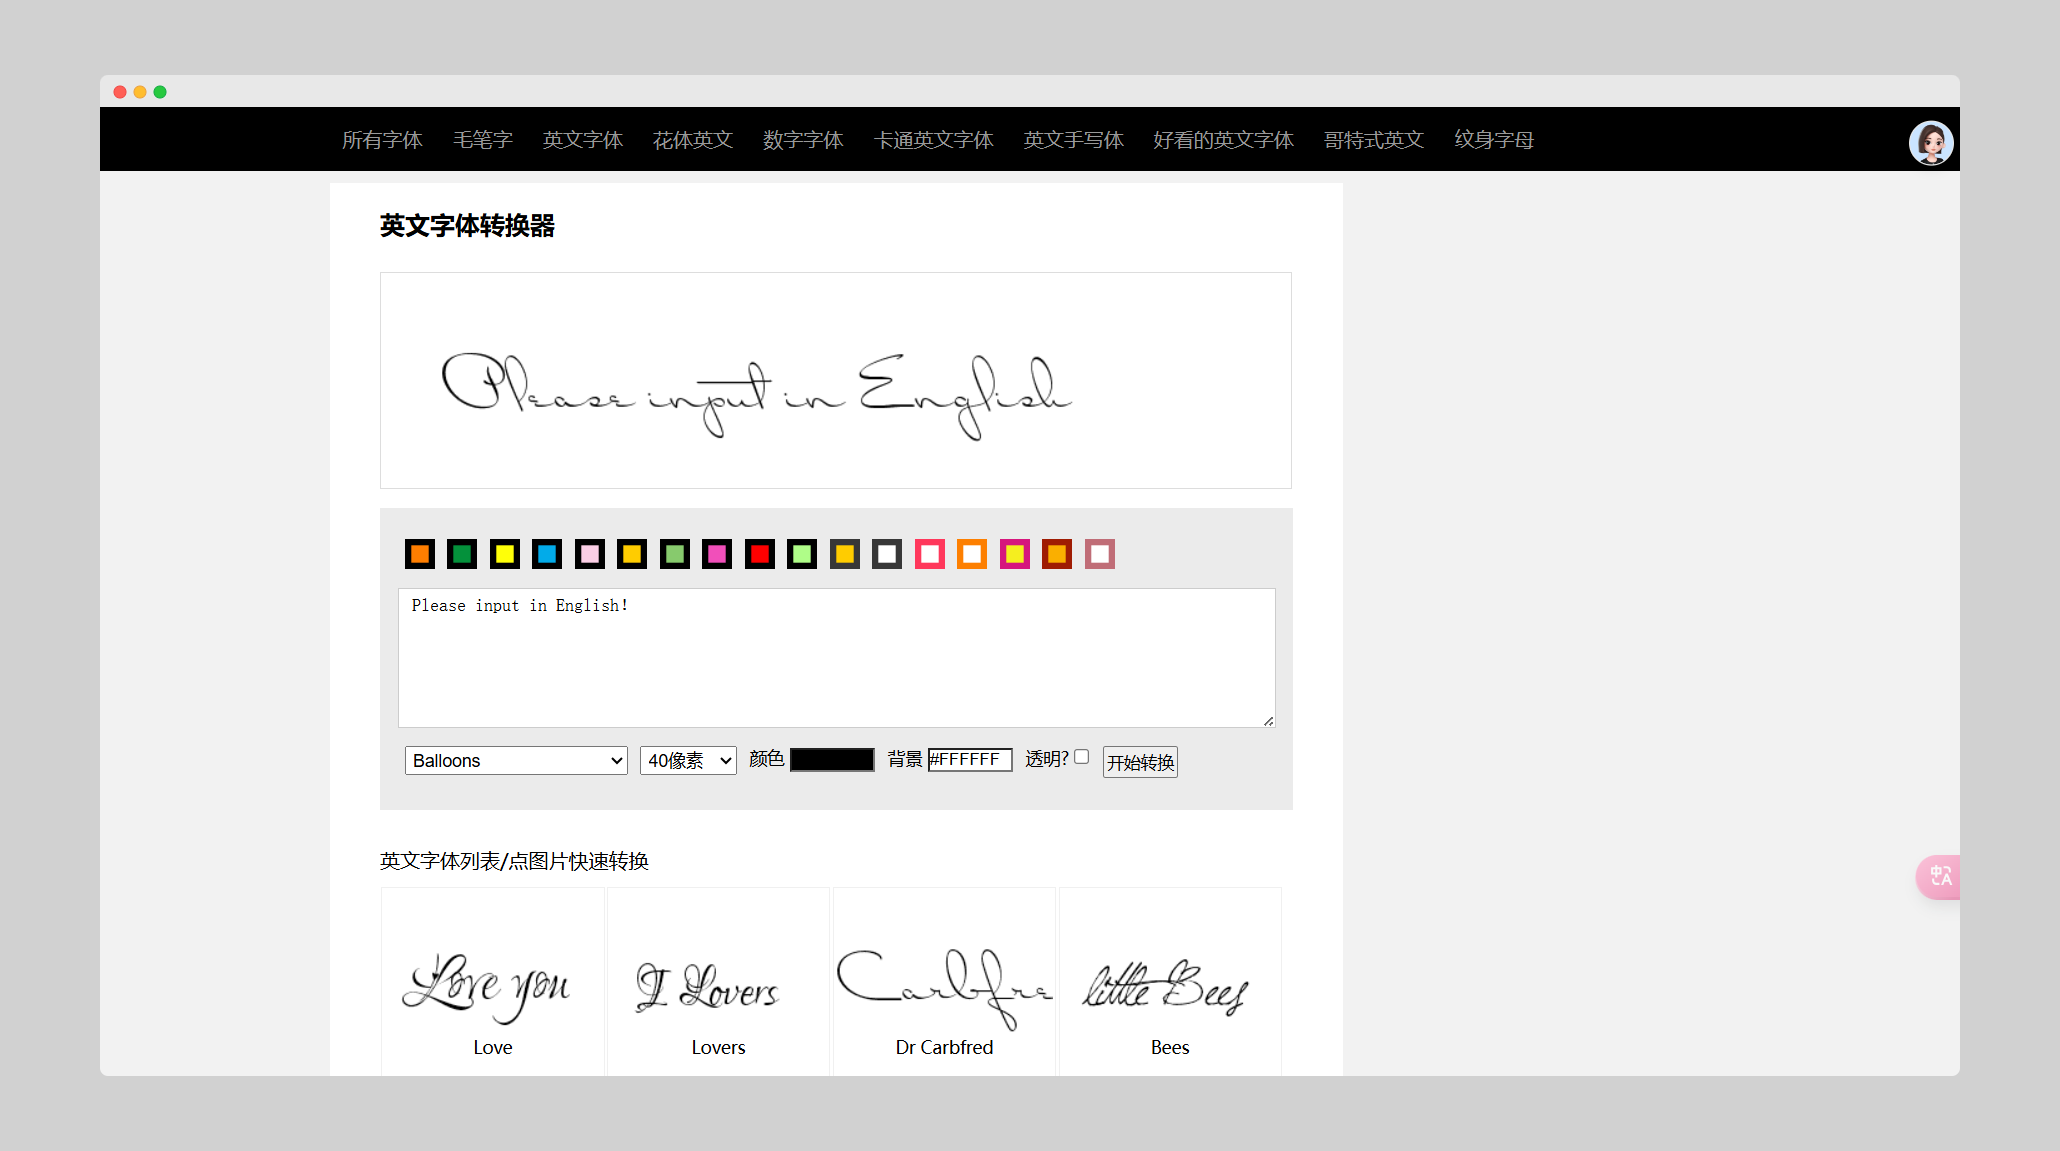 所有字体 毛笔字 英文字体 花体英文 数字字体 卡通英文字体 英文手写体 好看的英文字体 哥特式英文 纹身字母
英文字体转换器
Please input in English
Please input in English!
Balloons 40像素 颜色 背景 #FFFFFF 透明? 开始转换
英文字体列表/点图片快速转换
Love you I Lovers Carbfre little Bees
Love Lovers Dr Carbfred Bees
中 A